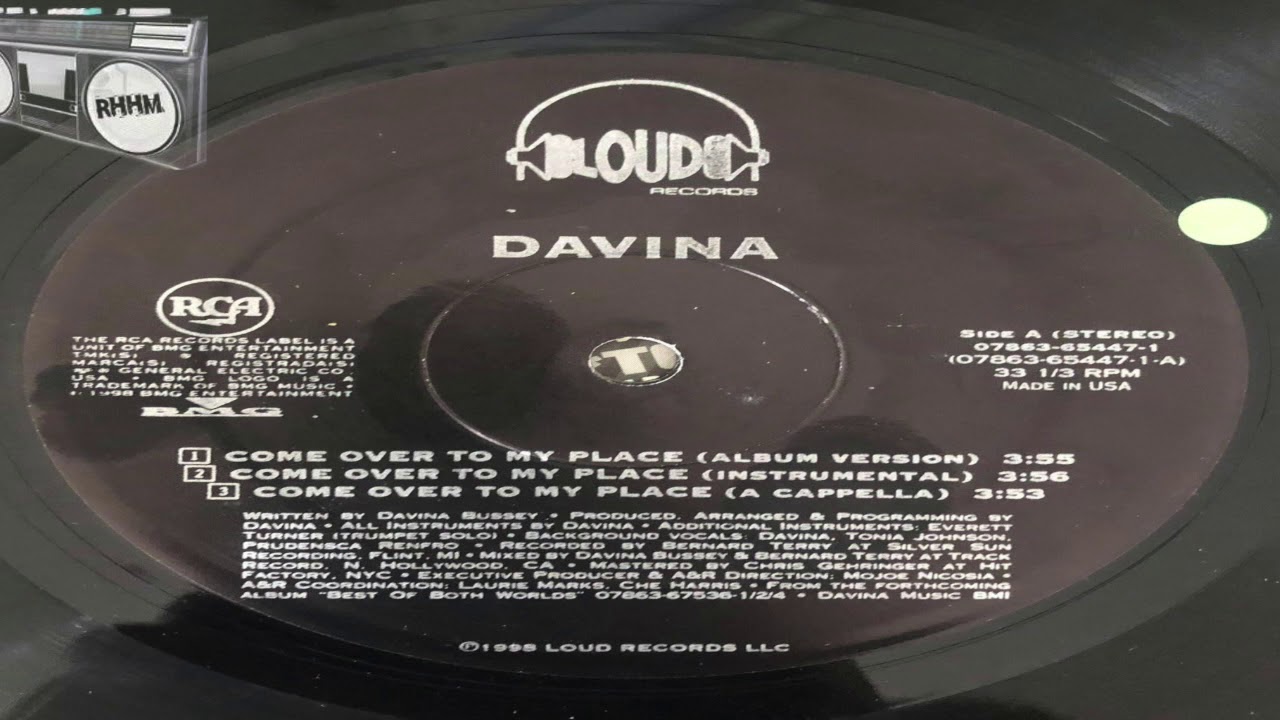 RHHM
LOUD
RECORDS
DAVINA
RCA
THE RCA RECORDS LABEL IS A
UNIT OF BMG ENTERTAINMENT
TMK(S) ® REGISTERED
MARCA(S) REGISTRADA(S)
GENERAL ELECTRIC CO.
USA BMG LOGO IS A
TRADEMARK OF BMG MUSIC •
1998 BMG ENTERTAINMENT
BMG
SIDE A (STEREO)
07863-65447-1
(07863-65447-1-A)
33 1/3 RPM
MADE IN USA
1 COME OVER TO MY PLACE (ALBUM VERSION) 3:55
2 COME OVER TO MY PLACE (INSTRUMENTAL) 3:56
3 COME OVER TO MY PLACE (A CAPPELLA) 3:53
WRITTEN BY DAVINA BUSSEY • PRODUCED, ARRANGED & PROGRAMMING BY
DAVINA • ALL INSTRUMENTS BY DAVINA • ADDITIONAL INSTRUMENTS: EVERETT
TURNER (TRUMPET SOLO) • BACKGROUND VOCALS: DAVINA, TONIA JOHNSON,
PRUDENISCA RENFRO • RECORDED BY BERNARD TERRY AT SILVER SUN
RECORDING, FLINT, MI • MIXED BY DAVINA BUSSEY & BERNARD TERRY AT TRACK
RECORD, N. HOLLYWOOD, CA • MASTERED BY CHRIS GEHRINGER AT HIT
FACTORY, NYC • EXECUTIVE PRODUCER & A&R DIRECTION: MOJOE NICOSIA •
A&R COORDINATION: LAURIE MARKS, CHE HARRIS • FROM THE FORTHCOMING
ALBUM "BEST OF BOTH WORLDS" 07863-67536-1/2/4 • DAVINA MUSIC BMI
℗1998 LOUD RECORDS LLC